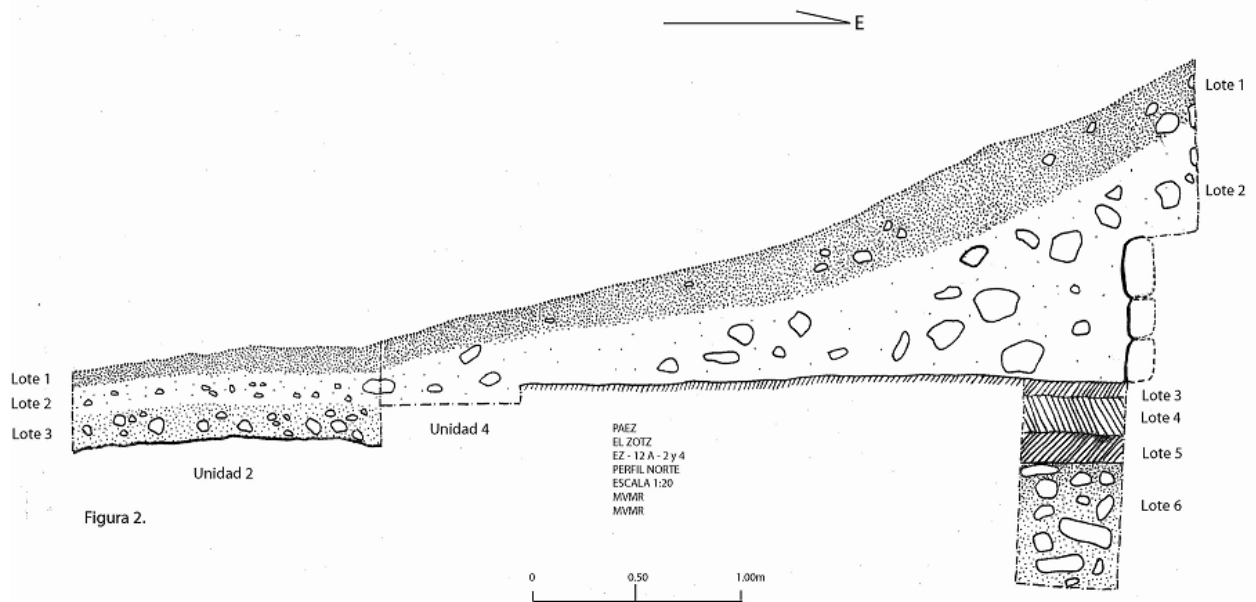 E
Lote 1
Lote 2
Lote 1
Lote 2
Lote 3
Unidad 4
Unidad 2
Lote 3
Lote 4
Lote 5
Lote 6
PAEZ
EL ZOTZ
EZ - 12 A - 2 y 4
PERFIL NORTE
ESCALA 1:20
MVMR
MVMR
Figura 2.
0 0.50 1.00m